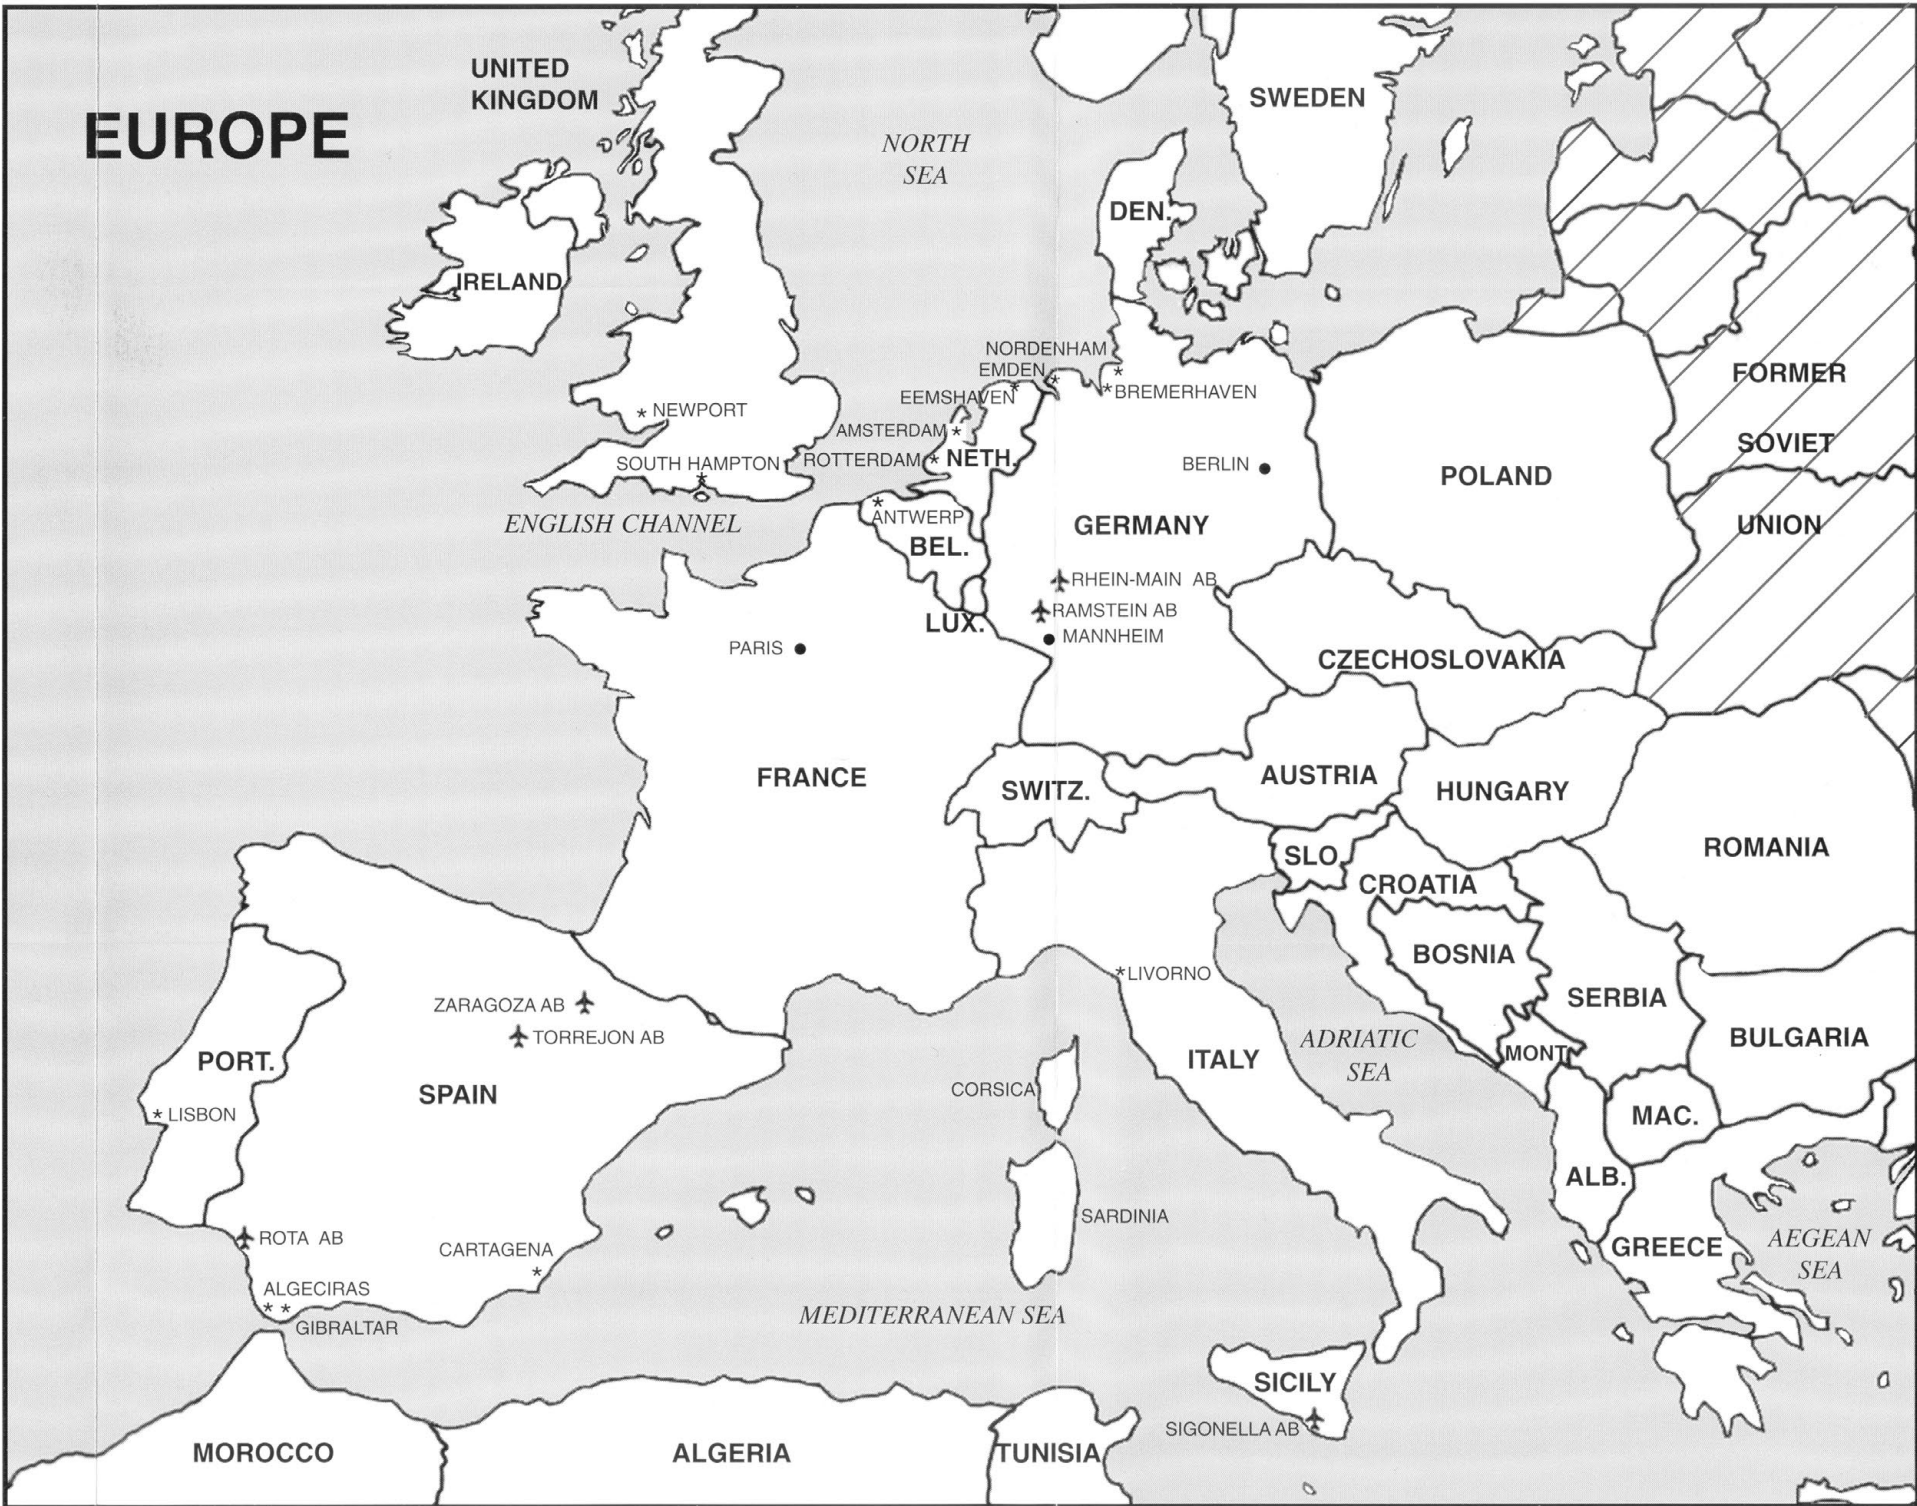 EUROPE
UNITED
KINGDOM
NORTH
SEA
SWEDEN
DEN.
IRELAND
NORDENHAM
EMDEN
EEMSHAVEN
BREMERHAVEN
FORMER
SOVIET
UNION
NEWPORT
AMSTERDAM
ROTTERDAM
NETH.
SOUTH HAMPTON
BERLIN
POLAND
ENGLISH CHANNEL
ANTWERP
BEL.
GERMANY
RHEIN-MAIN AB
RAMSTEIN AB
MANNHEIM
LUX.
PARIS
CZECHOSLOVAKIA
FRANCE
SWITZ.
AUSTRIA
HUNGARY
ROMANIA
SLO.
CROATIA
BOSNIA
SERBIA
LIVORNO
ZARAGOZA AB
TORREJON AB
PORT.
SPAIN
LISBON
ITALY
ADRIATIC
SEA
MONT.
BULGARIA
CORSICA
MAC.
ALB.
SARDINIA
GREECE
AEGEAN
SEA
ROTA AB
CARTAGENA
ALGECIRAS
GIBRALTAR
MEDITERRANEAN SEA
SICILY
SIGONELLA AB
MOROCCO
ALGERIA
TUNISIA